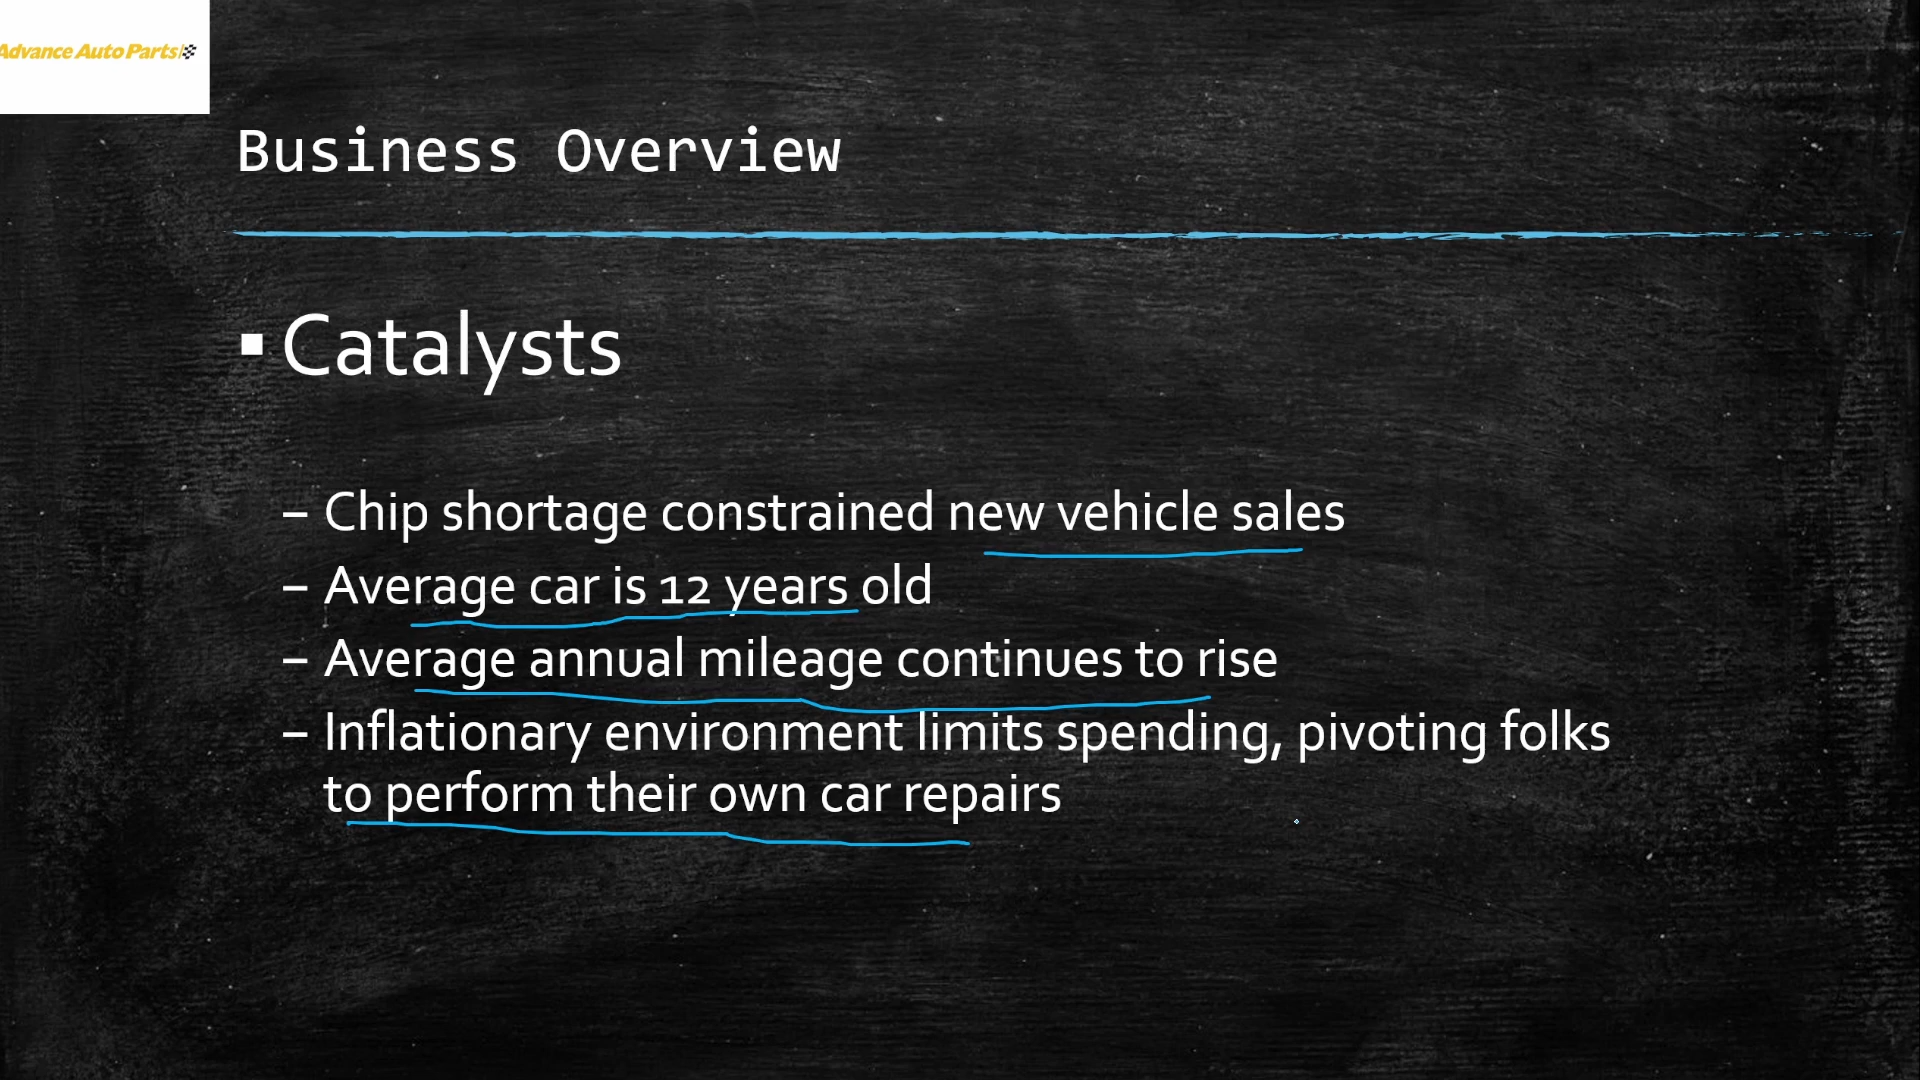 Advance Auto Parts
Business Overview
▪ Catalysts
– Chip shortage constrained new vehicle sales
– Average car is 12 years old
– Average annual mileage continues to rise
– Inflationary environment limits spending, pivoting folks
to perform their own car repairs